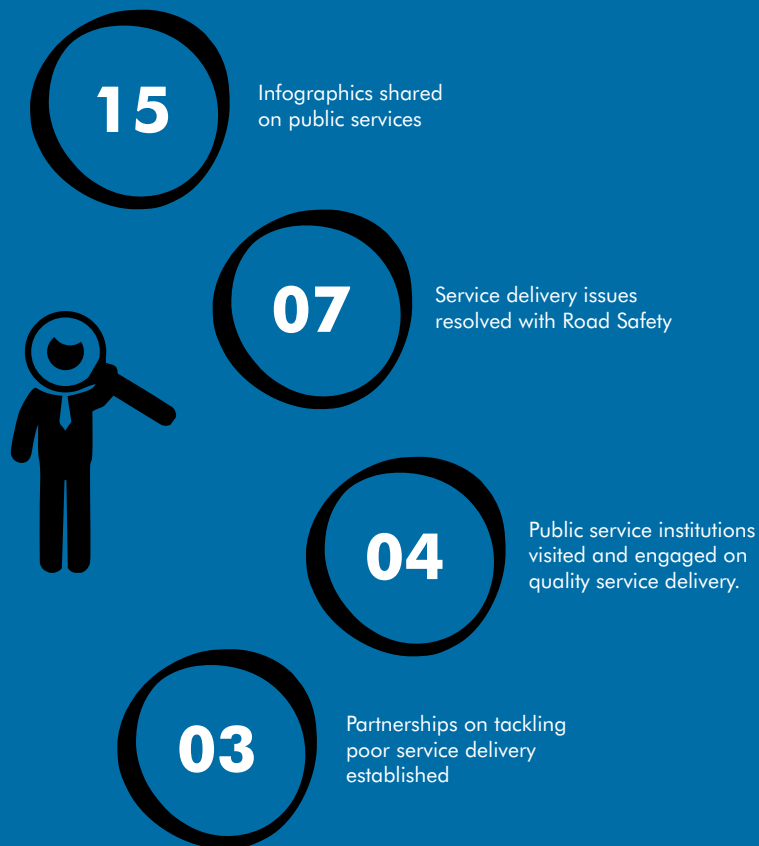 15
Infographics shared
on public services
07
Service delivery issues
resolved with Road Safety
04
Public service institutions
visited and engaged on
quality service delivery.
03
Partnerships on tackling
poor service delivery
established